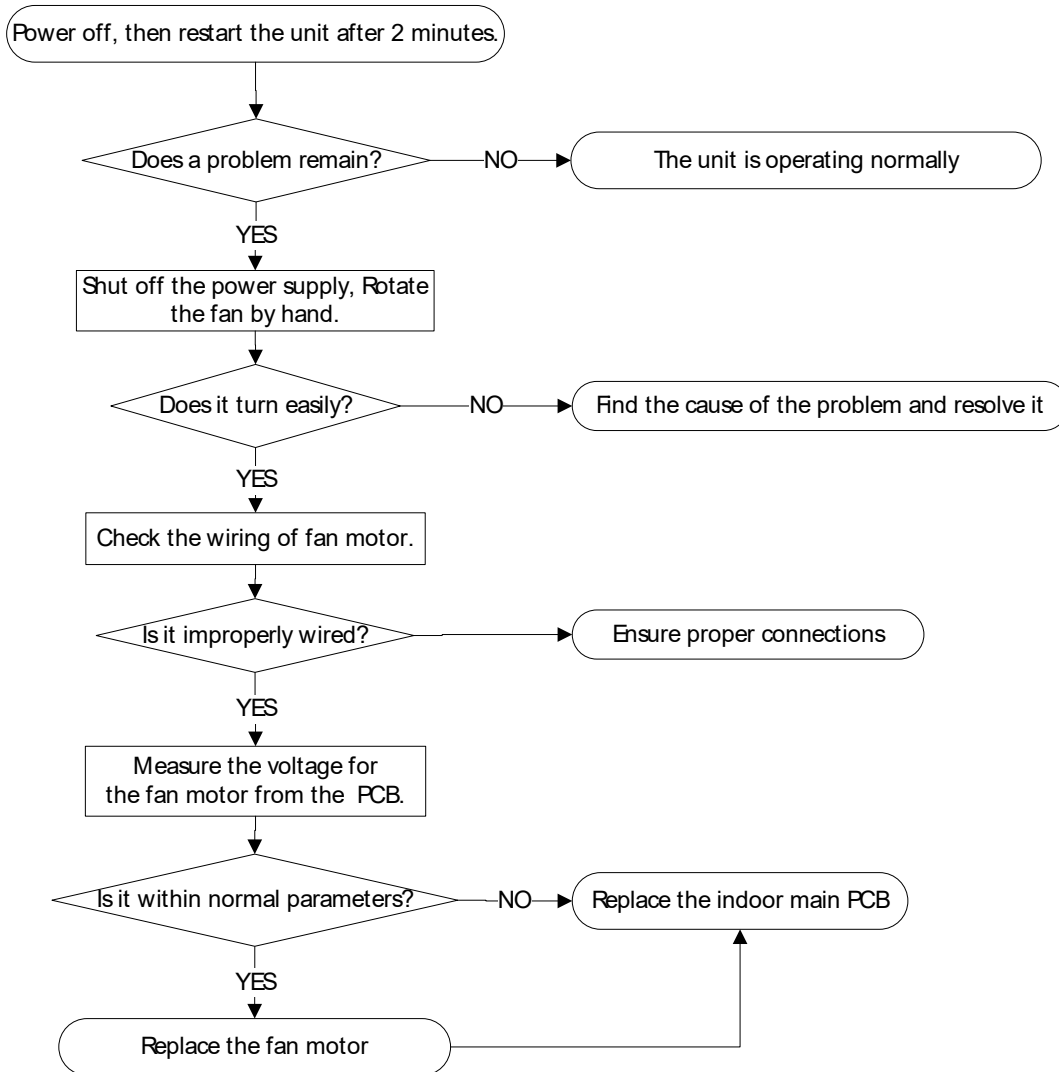 Power off, then restart the unit after 2 minutes.
Does a problem remain?
NO
The unit is operating normally
YES
Shut off the power supply, Rotate
the fan by hand.
Does it turn easily?
NO
Find the cause of the problem and resolve it
YES
Check the wiring of fan motor.
Is it improperly wired?
Ensure proper connections
YES
Measure the voltage for
the fan motor from the PCB.
Is it within normal parameters?
NO
Replace the indoor main PCB
YES
Replace the fan motor